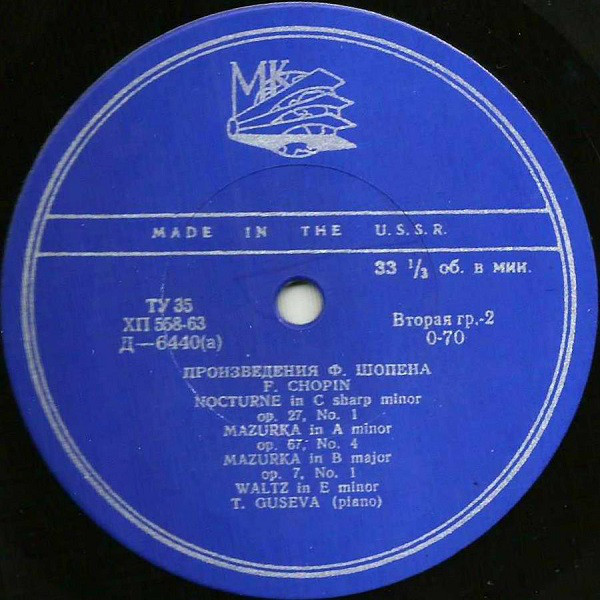 МК
MADE IN THE U.S.S.R.
33 1/3 об. в мин.
ТУ 35
ХП 558-63
Д—6440(а)
Вторая гр.-2
0-70
ПРОИЗВЕДЕНИЯ Ф. ШОПЕНА
F. CHOPIN
NOCTURNE in C sharp minor
op. 27, No. 1
MAZURKA in A minor
op. 67, No. 4
MAZURKA in B major
op. 7, No. 1
WALTZ in E minor
T. GUSEVA (piano)